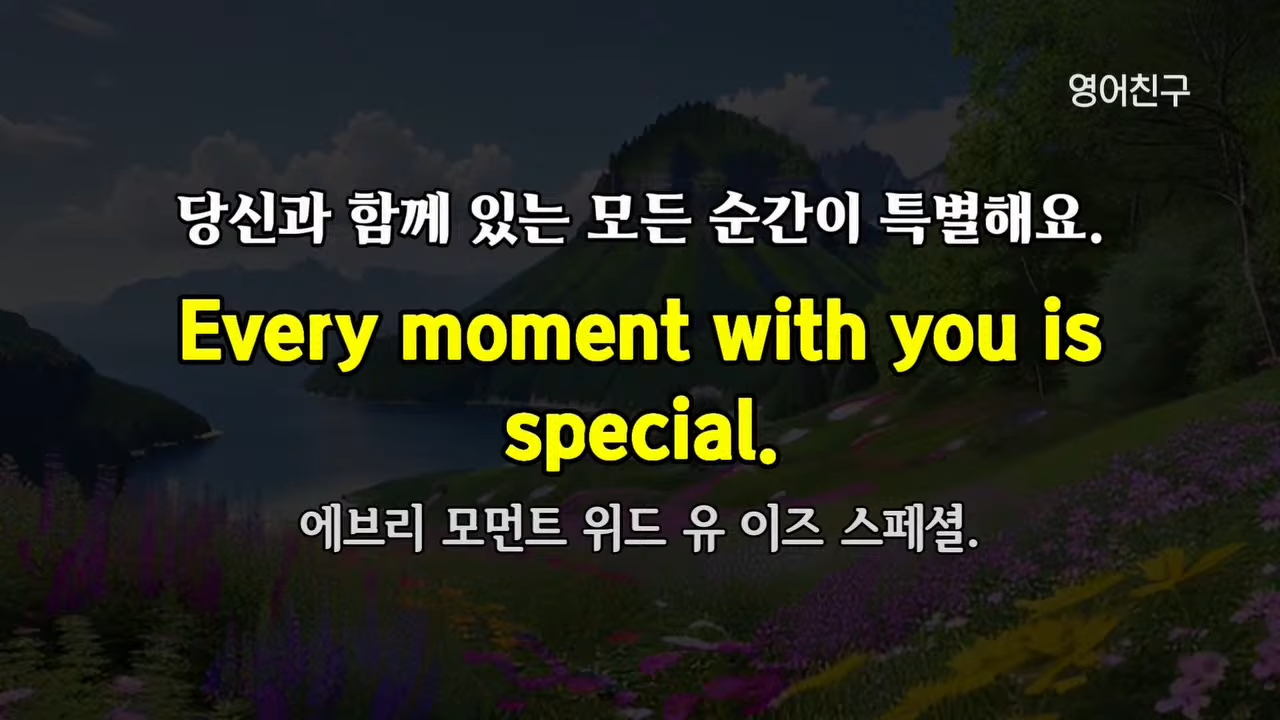 영어친구
당신과 함께 있는 모든 순간이 특별해요.
Every moment with you is
special.
에브리 모먼트 위드 유 이즈 스페셜.